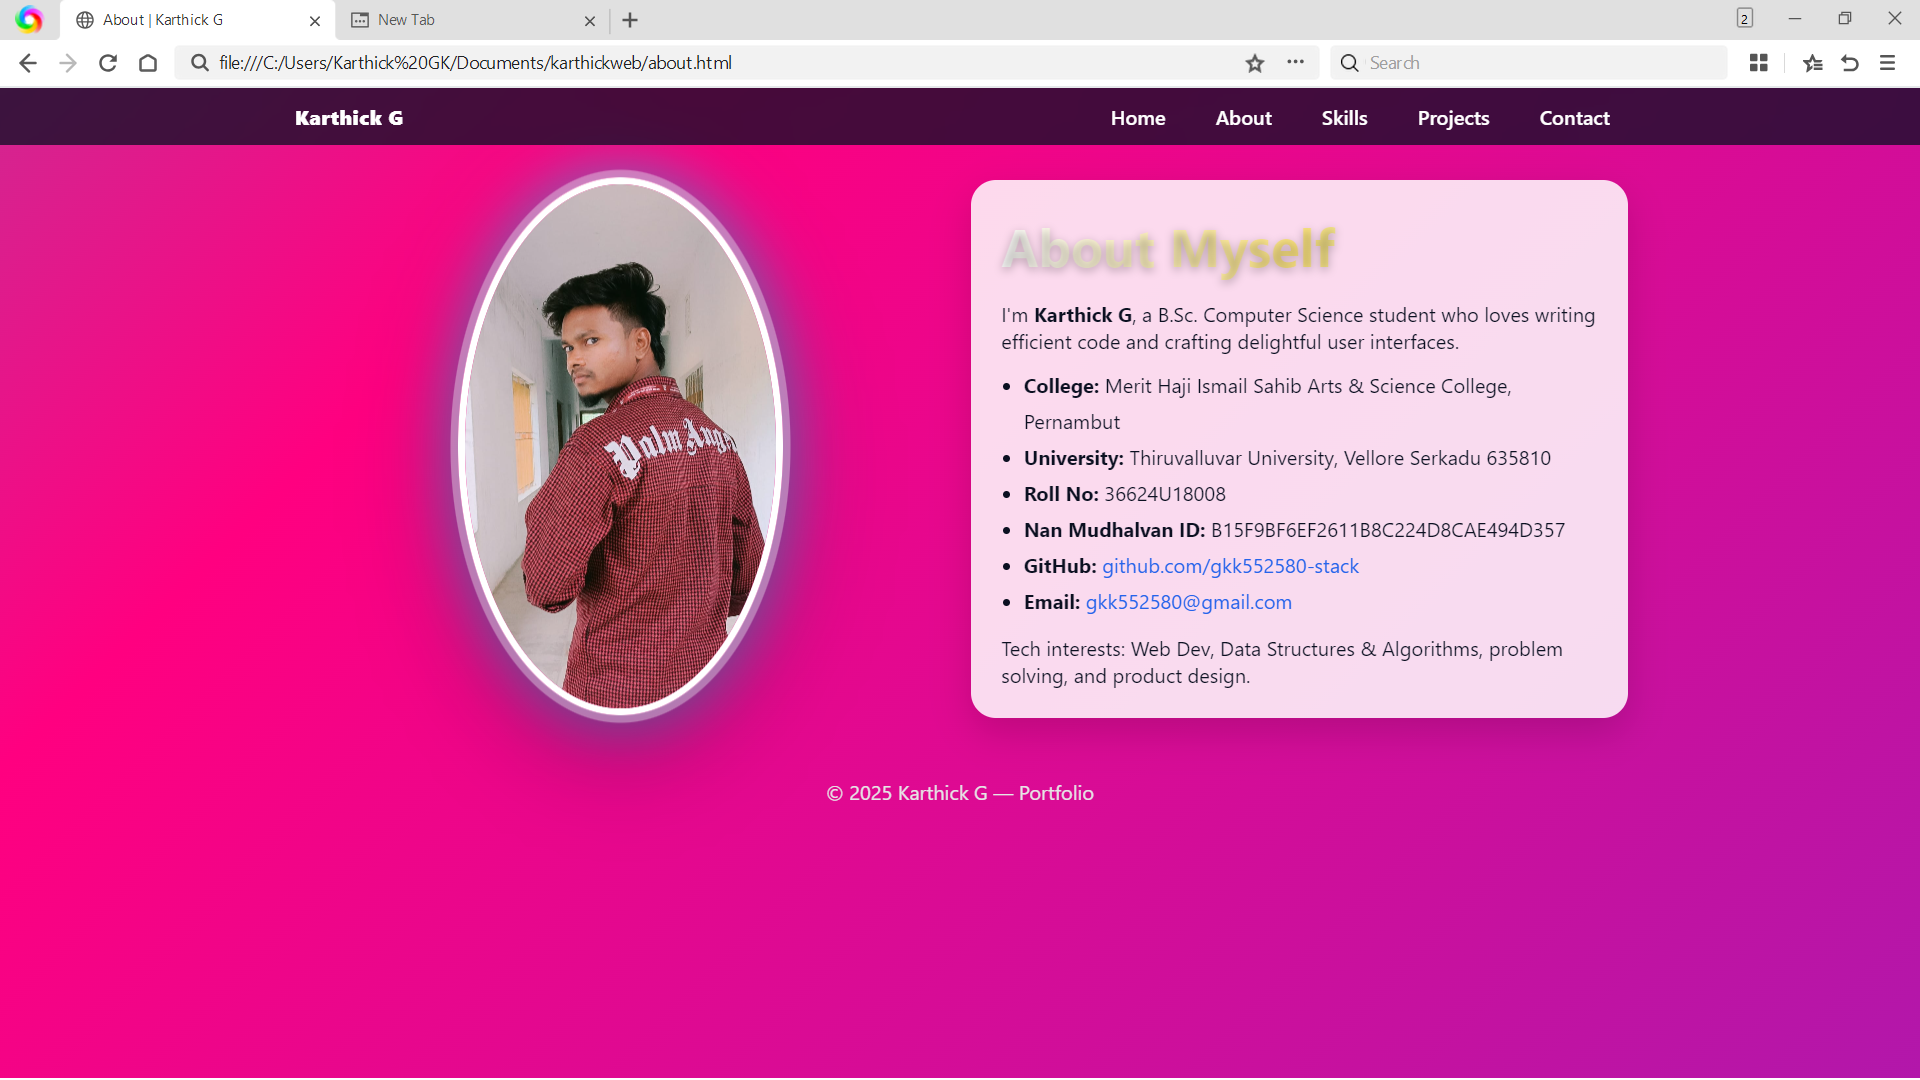 About | Karthick G
New Tab
2
file:///C:/Users/Karthick%20GK/Documents/karthickweb/about.html
Search
Karthick G
Home
About
Skills
Projects
Contact
Palm Ange
About Myself
I'm Karthick G, a B.Sc. Computer Science student who loves writing
efficient code and crafting delightful user interfaces.
• College: Merit Haji Ismail Sahib Arts & Science College,
Pernambut
• University: Thiruvalluvar University, Vellore Serkadu 635810
• Roll No: 36624U18008
• Nan Mudhalvan ID: B15F9BF6EF2611B8C224D8CAE494D357
• GitHub: github.com/gkk552580-stack
• Email: gkk552580@gmail.com
Tech interests: Web Dev, Data Structures & Algorithms, problem
solving, and product design.
© 2025 Karthick G — Portfolio